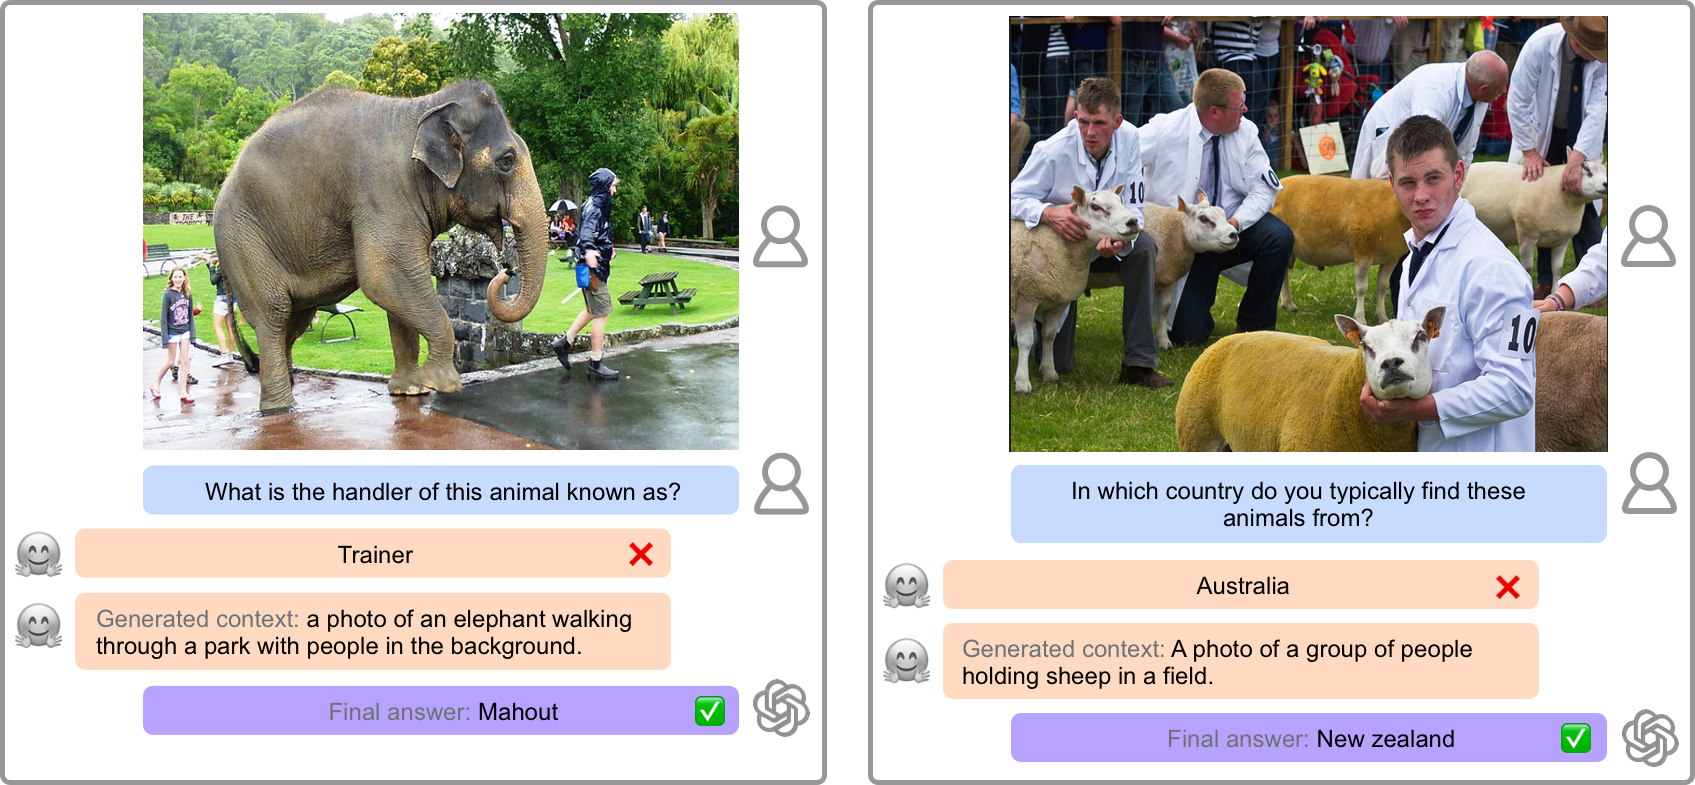 THE
What is the handler of this animal known as?
Trainer
Generated context: a photo of an elephant walking
through a park with people in the background.
Final answer: Mahout
10
10
10
In which country do you typically find these
animals from?
Australia
Generated context: A photo of a group of people
holding sheep in a field.
Final answer: New zealand